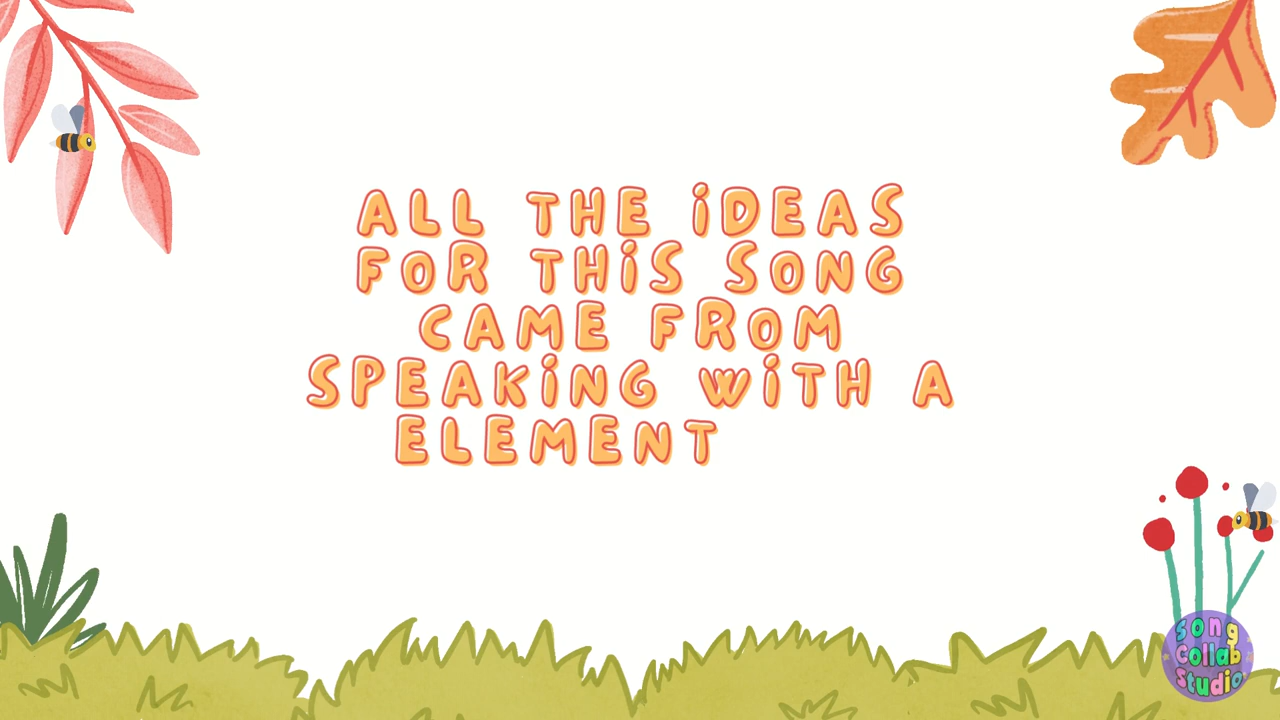 ALL THE iDEAS
FOR THiS SONG
CAME FROM
SPEAKiNG WiTH A
ELEMENT
song
Collab
Studio